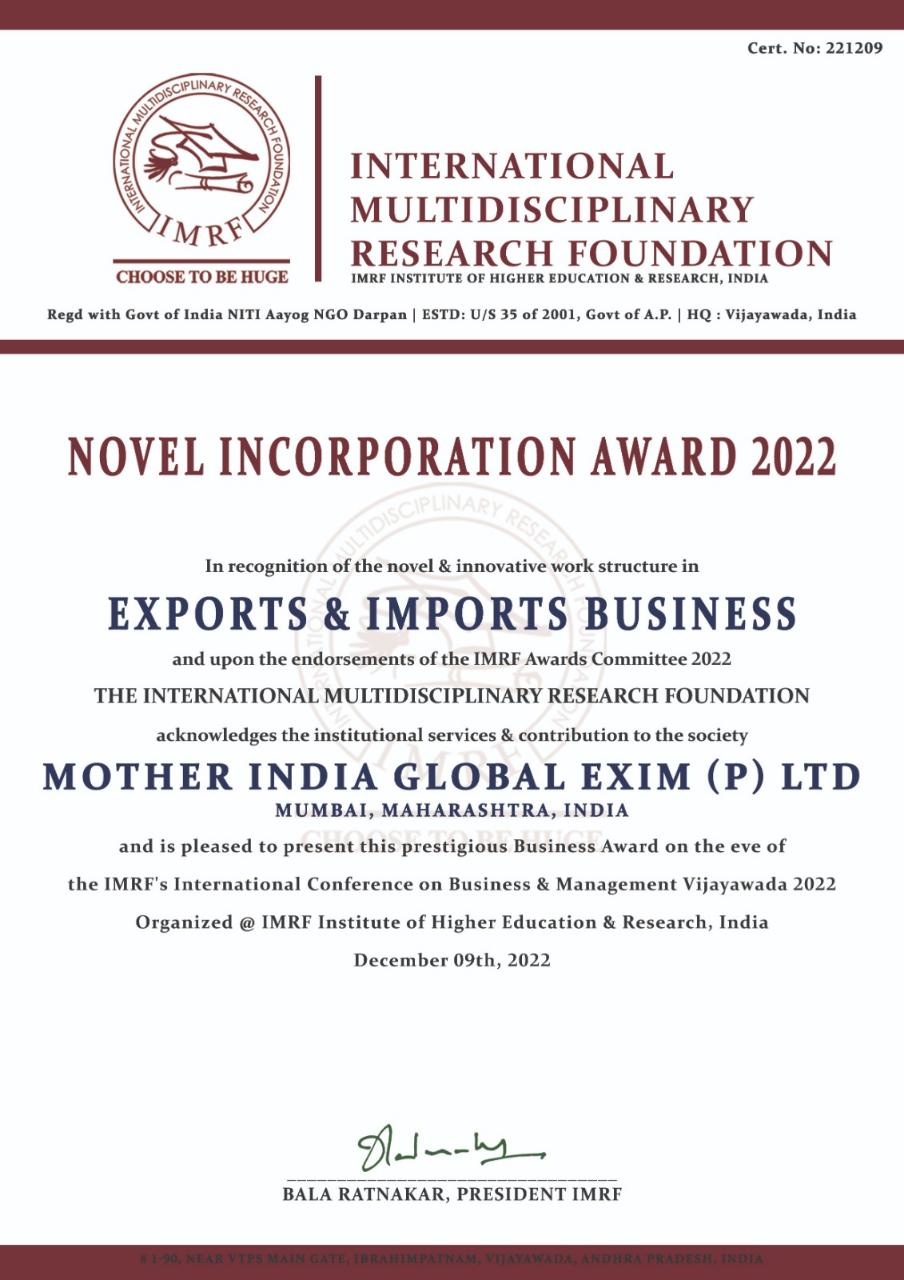 Cert. No: 221209
INTERNATIONAL MULTIDISCIPLINARY RESEARCH FOUNDATION
IMRF
CHOOSE TO BE HUGE
INTERNATIONAL
MULTIDISCIPLINARY
RESEARCH FOUNDATION
IMRF INSTITUTE OF HIGHER EDUCATION & RESEARCH, INDIA
Regd with Govt of India NITI Aayog NGO Darpan | ESTD: U/S 35 of 2001, Govt of A.P. | HQ : Vijayawada, India
NOVEL INCORPORATION AWARD 2022
In recognition of the novel & innovative work structure in
EXPORTS & IMPORTS BUSINESS
and upon the endorsements of the IMRF Awards Committee 2022
THE INTERNATIONAL MULTIDISCIPLINARY RESEARCH FOUNDATION
acknowledges the institutional services & contribution to the society
MOTHER INDIA GLOBAL EXIM (P) LTD
MUMBAI, MAHARASHTRA, INDIA
and is pleased to present this prestigious Business Award on the eve of
the IMRF's International Conference on Business & Management Vijayawada 2022
Organized @ IMRF Institute of Higher Education & Research, India
December 09th, 2022
BALA RATNAKAR, PRESIDENT IMRF
# 1-90, NEAR VTPS MAIN GATE, IBRAHIMPATNAM, VIJAYAWADA, ANDHRA PRADESH, INDIA